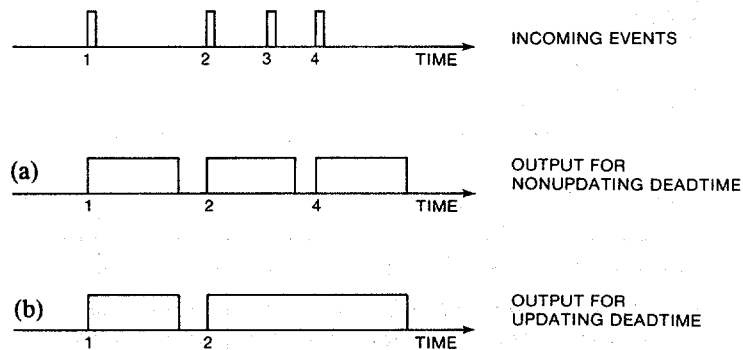 1 2 3 4 TIME
INCOMING EVENTS
(a)
1 2 4 TIME
OUTPUT FOR
NONUPDATING DEADTIME
(b)
1 2 TIME
OUTPUT FOR
UPDATING DEADTIME